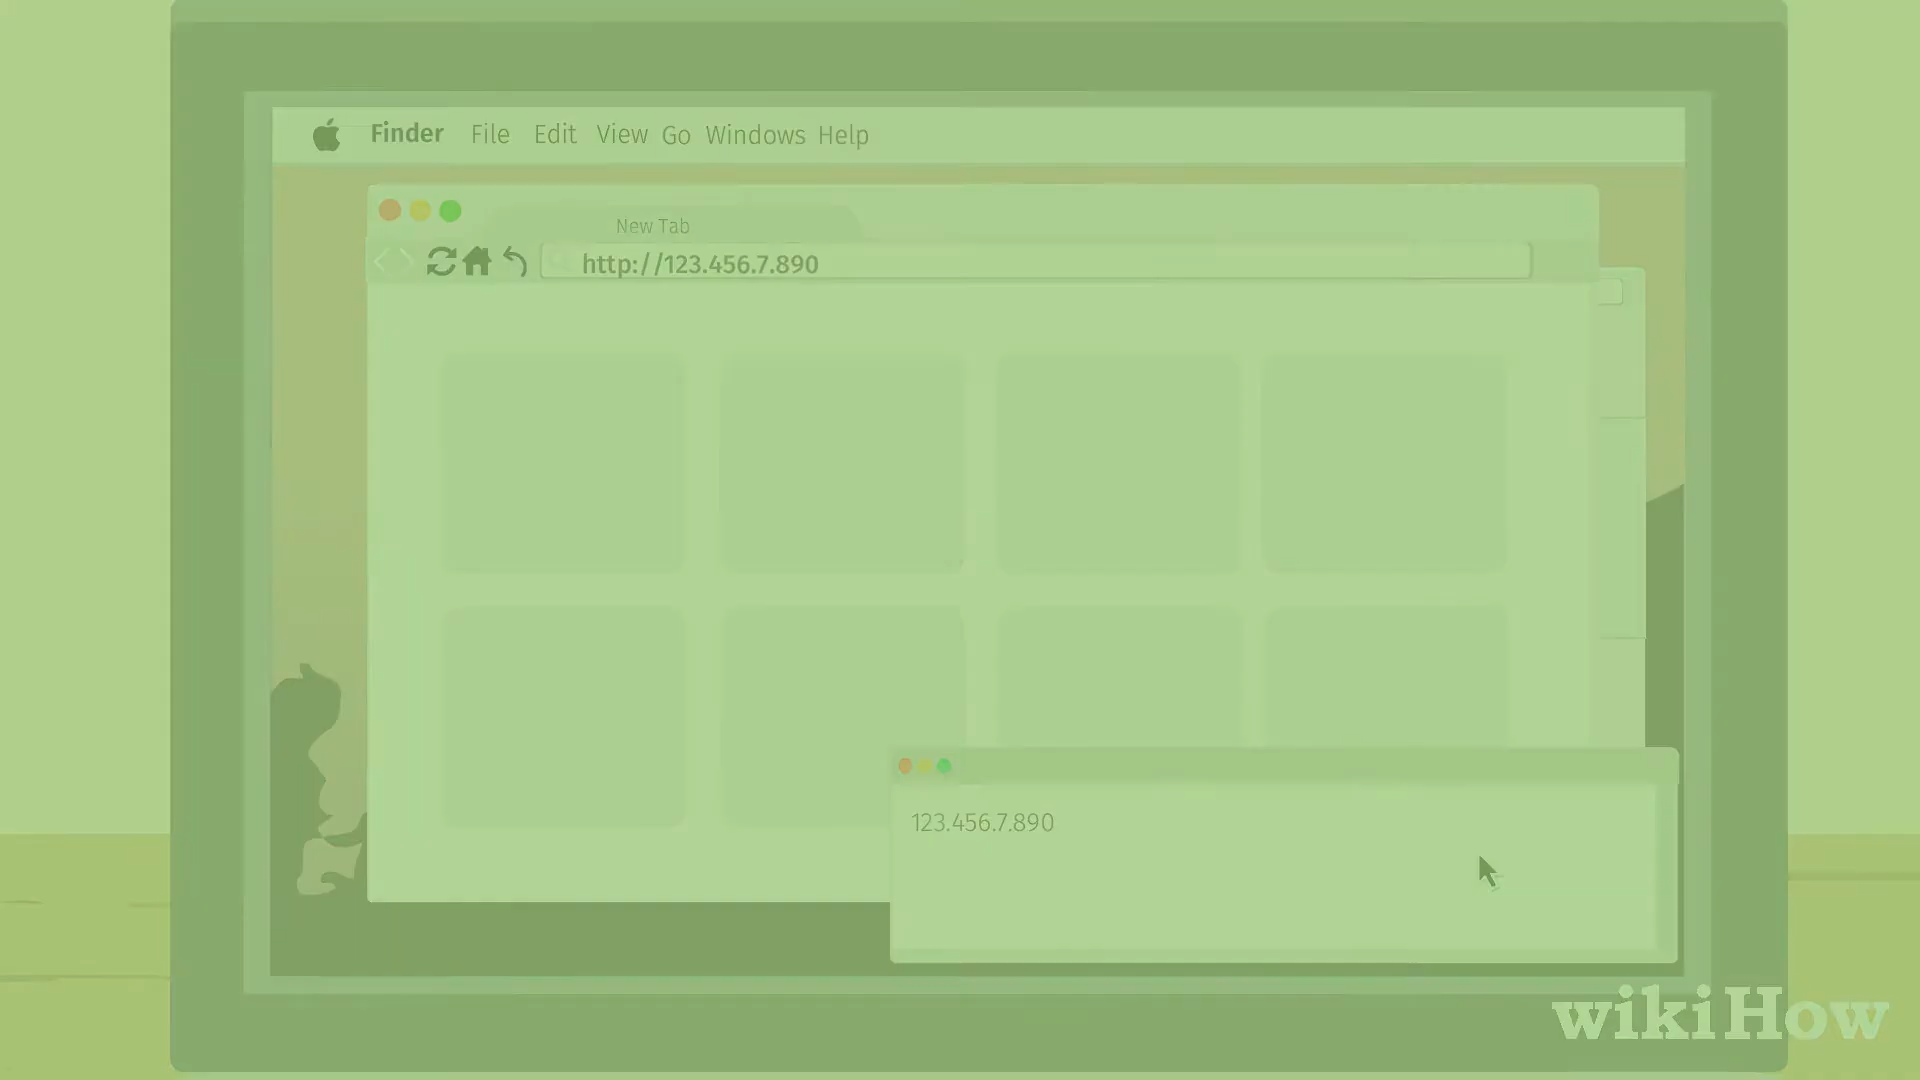 Finder File Edit View Go Windows Help
New Tab
http://123.456.7.890
123.456.7.890
wikiHow